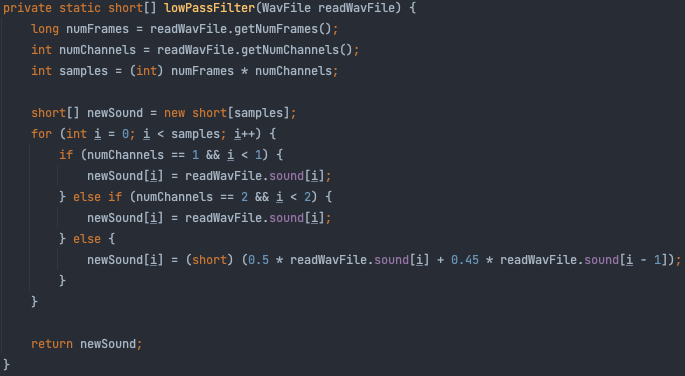 private static short[] lowPassFilter(WavFile readWavFile) {
    long numFrames = readWavFile.getNumFrames();
    int numChannels = readWavFile.getNumChannels();
    int samples = (int) numFrames * numChannels;

    short[] newSound = new short[samples];
    for (int i = 0; i < samples; i++) {
        if (numChannels == 1 && i < 1) {
            newSound[i] = readWavFile.sound[i];
        } else if (numChannels == 2 && i < 2) {
            newSound[i] = readWavFile.sound[i];
        } else {
            newSound[i] = (short) (0.5 * readWavFile.sound[i] + 0.45 * readWavFile.sound[i - 1]);
        }
    }

    return newSound;
}